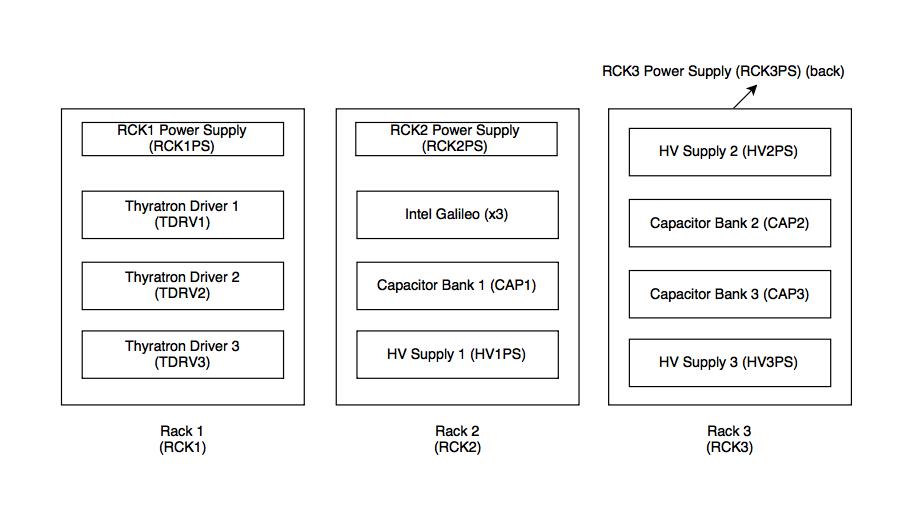 RCK3 Power Supply (RCK3PS) (back)
RCK1 Power Supply
(RCK1PS)
Thyratron Driver 1
(TDRV1)
Thyratron Driver 2
(TDRV2)
Thyratron Driver 3
(TDRV3)
Rack 1
(RCK1)
RCK2 Power Supply
(RCK2PS)
Intel Galileo (x3)
Capacitor Bank 1 (CAP1)
HV Supply 1 (HV1PS)
Rack 2
(RCK2)
HV Supply 2 (HV2PS)
Capacitor Bank 2 (CAP2)
Capacitor Bank 3 (CAP3)
HV Supply 3 (HV3PS)
Rack 3
(RCK3)